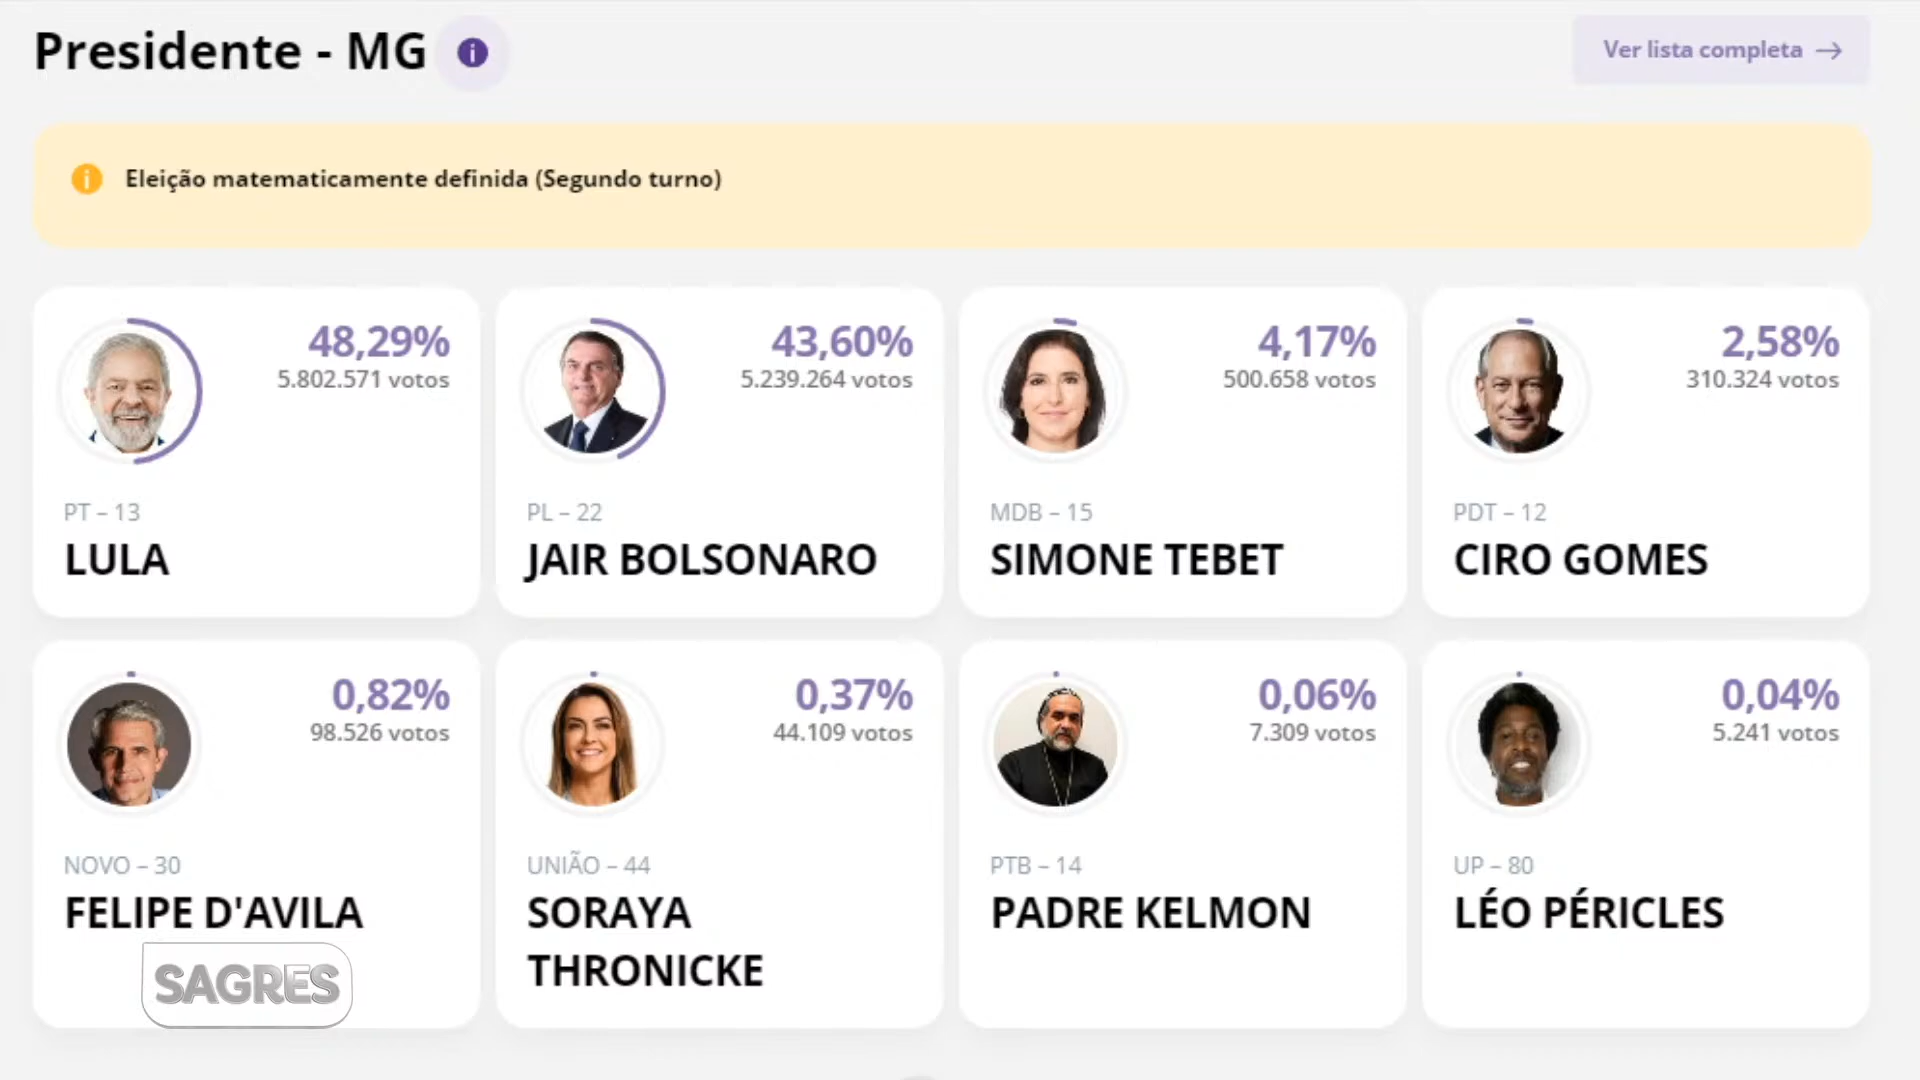 Presidente - MG
Ver lista completa →
Eleição matematicamente definida (Segundo turno)
48,29%
5.802.571 votos
PT – 13
LULA
43,60%
5.239.264 votos
PL – 22
JAIR BOLSONARO
4,17%
500.658 votos
MDB – 15
SIMONE TEBET
2,58%
310.324 votos
PDT – 12
CIRO GOMES
0,82%
98.526 votos
NOVO – 30
FELIPE D'AVILA
0,37%
44.109 votos
UNIÃO – 44
SORAYA
THRONICKE
0,06%
7.309 votos
PTB – 14
PADRE KELMON
0,04%
5.241 votos
UP – 80
LÉO PÉRICLES
SAGRES